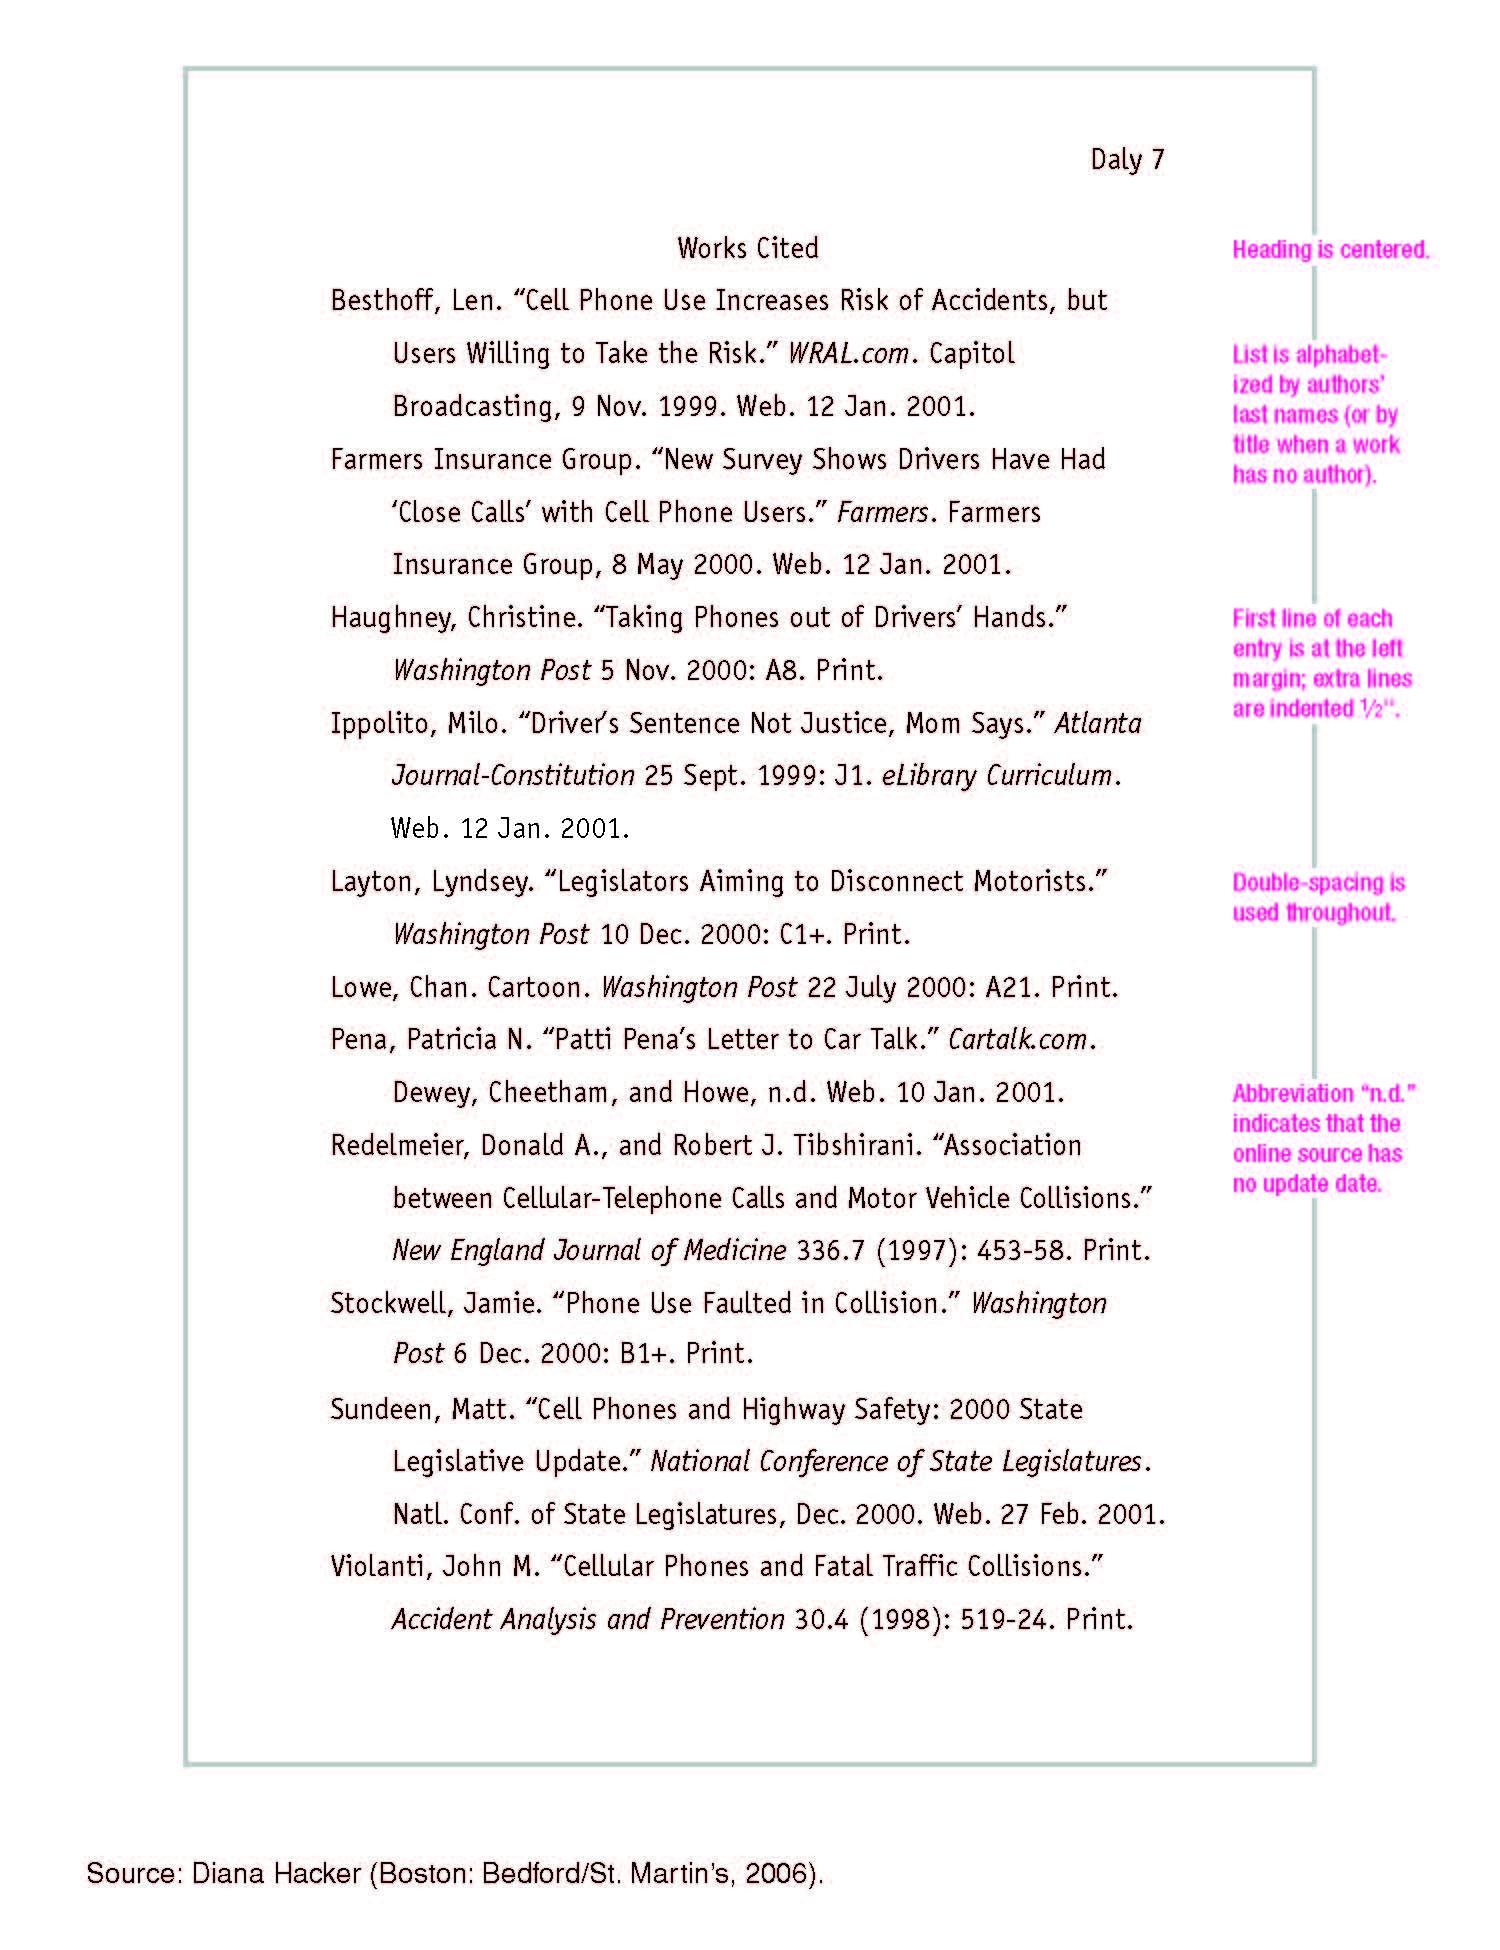 Daly 7
Works Cited
Heading is centered.
Besthoff, Len. “Cell Phone Use Increases Risk of Accidents, but
Users Willing to Take the Risk.” WRAL.com. Capitol
Broadcasting, 9 Nov. 1999. Web. 12 Jan. 2001.
List is alphabet-
ized by authors’
last names (or by
title when a work
has no author).
Farmers Insurance Group. “New Survey Shows Drivers Have Had
‘Close Calls’ with Cell Phone Users.” Farmers. Farmers
Insurance Group, 8 May 2000. Web. 12 Jan. 2001.
Haughney, Christine. “Taking Phones out of Drivers’ Hands.”
Washington Post 5 Nov. 2000: A8. Print.
First line of each
entry is at the left
margin; extra lines
are indented ½“.
Ippolito, Milo. “Driver’s Sentence Not Justice, Mom Says.” Atlanta
Journal-Constitution 25 Sept. 1999: J1. eLibrary Curriculum.
Web. 12 Jan. 2001.
Layton, Lyndsey. “Legislators Aiming to Disconnect Motorists.”
Washington Post 10 Dec. 2000: C1+. Print.
Double-spacing is
used throughout.
Lowe, Chan. Cartoon. Washington Post 22 July 2000: A21. Print.
Pena, Patricia N. “Patti Pena’s Letter to Car Talk.” Cartalk.com.
Dewey, Cheetham, and Howe, n.d. Web. 10 Jan. 2001.
Abbreviation “n.d.”
indicates that the
online source has
no update date.
Redelmeier, Donald A., and Robert J. Tibshirani. “Association
between Cellular-Telephone Calls and Motor Vehicle Collisions.”
New England Journal of Medicine 336.7 (1997): 453-58. Print.
Stockwell, Jamie. “Phone Use Faulted in Collision.” Washington
Post 6 Dec. 2000: B1+. Print.
Sundeen, Matt. “Cell Phones and Highway Safety: 2000 State
Legislative Update.” National Conference of State Legislatures.
Natl. Conf. of State Legislatures, Dec. 2000. Web. 27 Feb. 2001.
Violanti, John M. “Cellular Phones and Fatal Traffic Collisions.”
Accident Analysis and Prevention 30.4 (1998): 519-24. Print.
Source: Diana Hacker (Boston: Bedford/St. Martin’s, 2006).